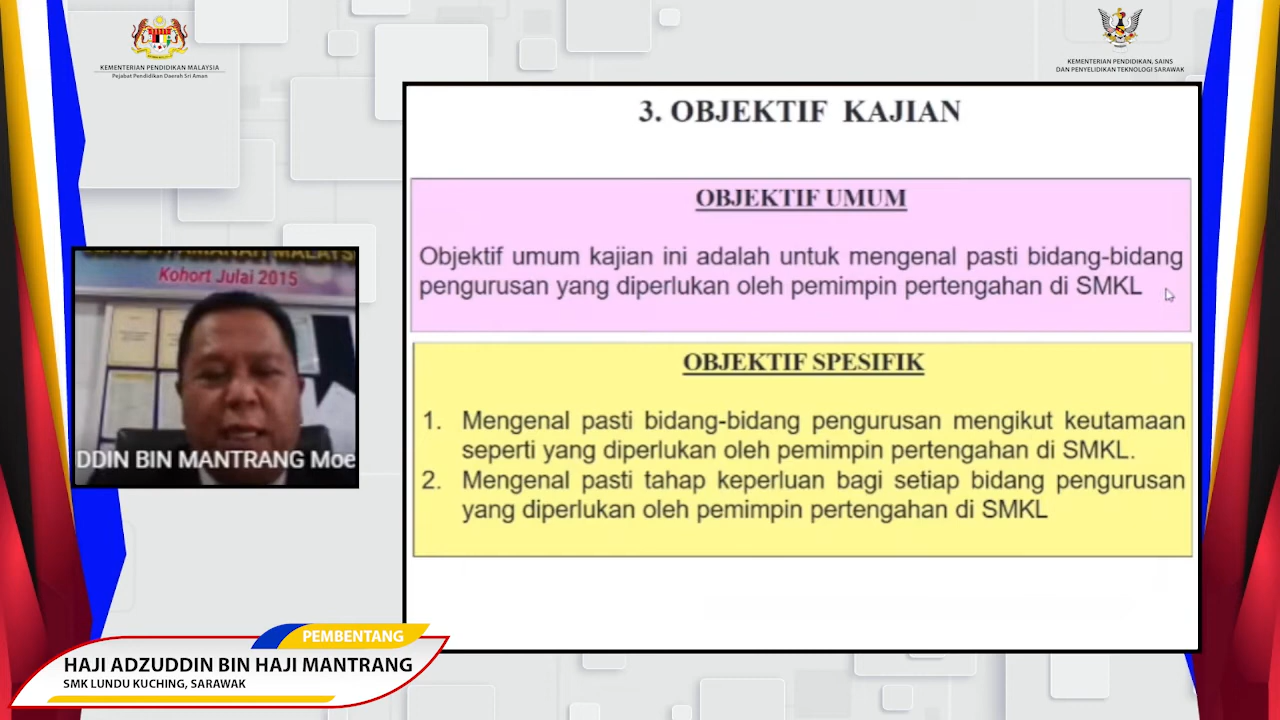 KEMENTERIAN PENDIDIKAN MALAYSIA
Pejabat Pendidikan Daerah Sri Aman
KEMENTERIAN PENDIDIKAN, SAINS
DAN PENYELIDIKAN TEKNOLOGI SARAWAK
3. OBJEKTIF KAJIAN
OBJEKTIF UMUM
Objektif umum kajian ini adalah untuk mengenal pasti bidang-bidang
pengurusan yang diperlukan oleh pemimpin pertengahan di SMKL
OBJEKTIF SPESIFIK
1. Mengenal pasti bidang-bidang pengurusan mengikut keutamaan
seperti yang diperlukan oleh pemimpin pertengahan di SMKL.
2. Mengenal pasti tahap keperluan bagi setiap bidang pengurusan
yang diperlukan oleh pemimpin pertengahan di SMKL
AMANAH MALAYS
Kohort Julai 2015
DDIN BIN MANTRANG Moe
PEMBENTANG
HAJI ADZUDDIN BIN HAJI MANTRANG
SMK LUNDU KUCHING, SARAWAK